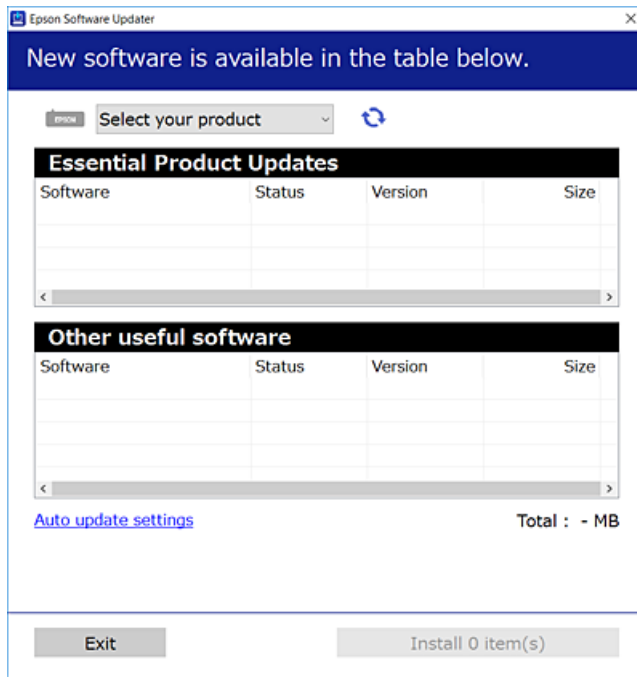 Epson Software Updater
New software is available in the table below.
EPSON Select your product
Essential Product Updates
Software Status Version Size
Other useful software
Software Status Version Size
Auto update settings Total : - MB
Exit Install 0 item(s)